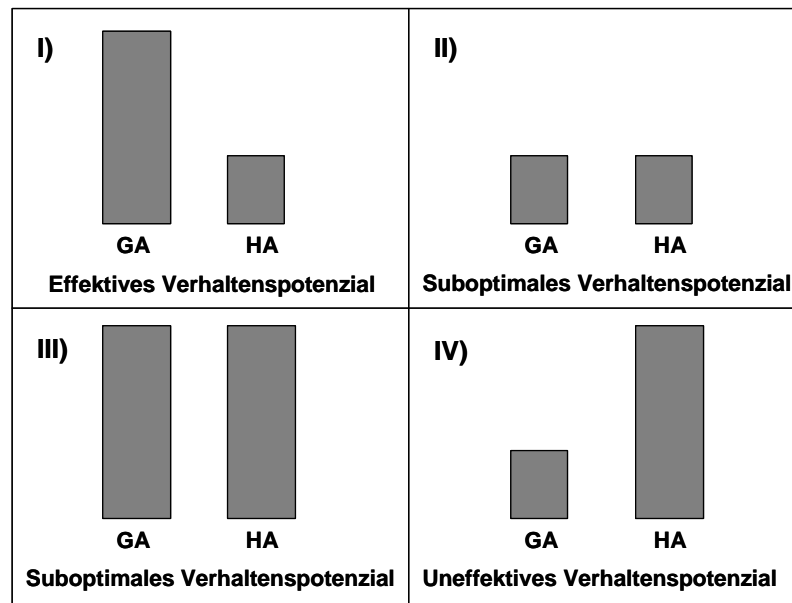 I)
GA HA
Effektives Verhaltenspotenzial
II)
GA HA
Suboptimales Verhaltenspotenzial
III)
GA HA
Suboptimales Verhaltenspotenzial
IV)
GA HA
Uneffektives Verhaltenspotenzial